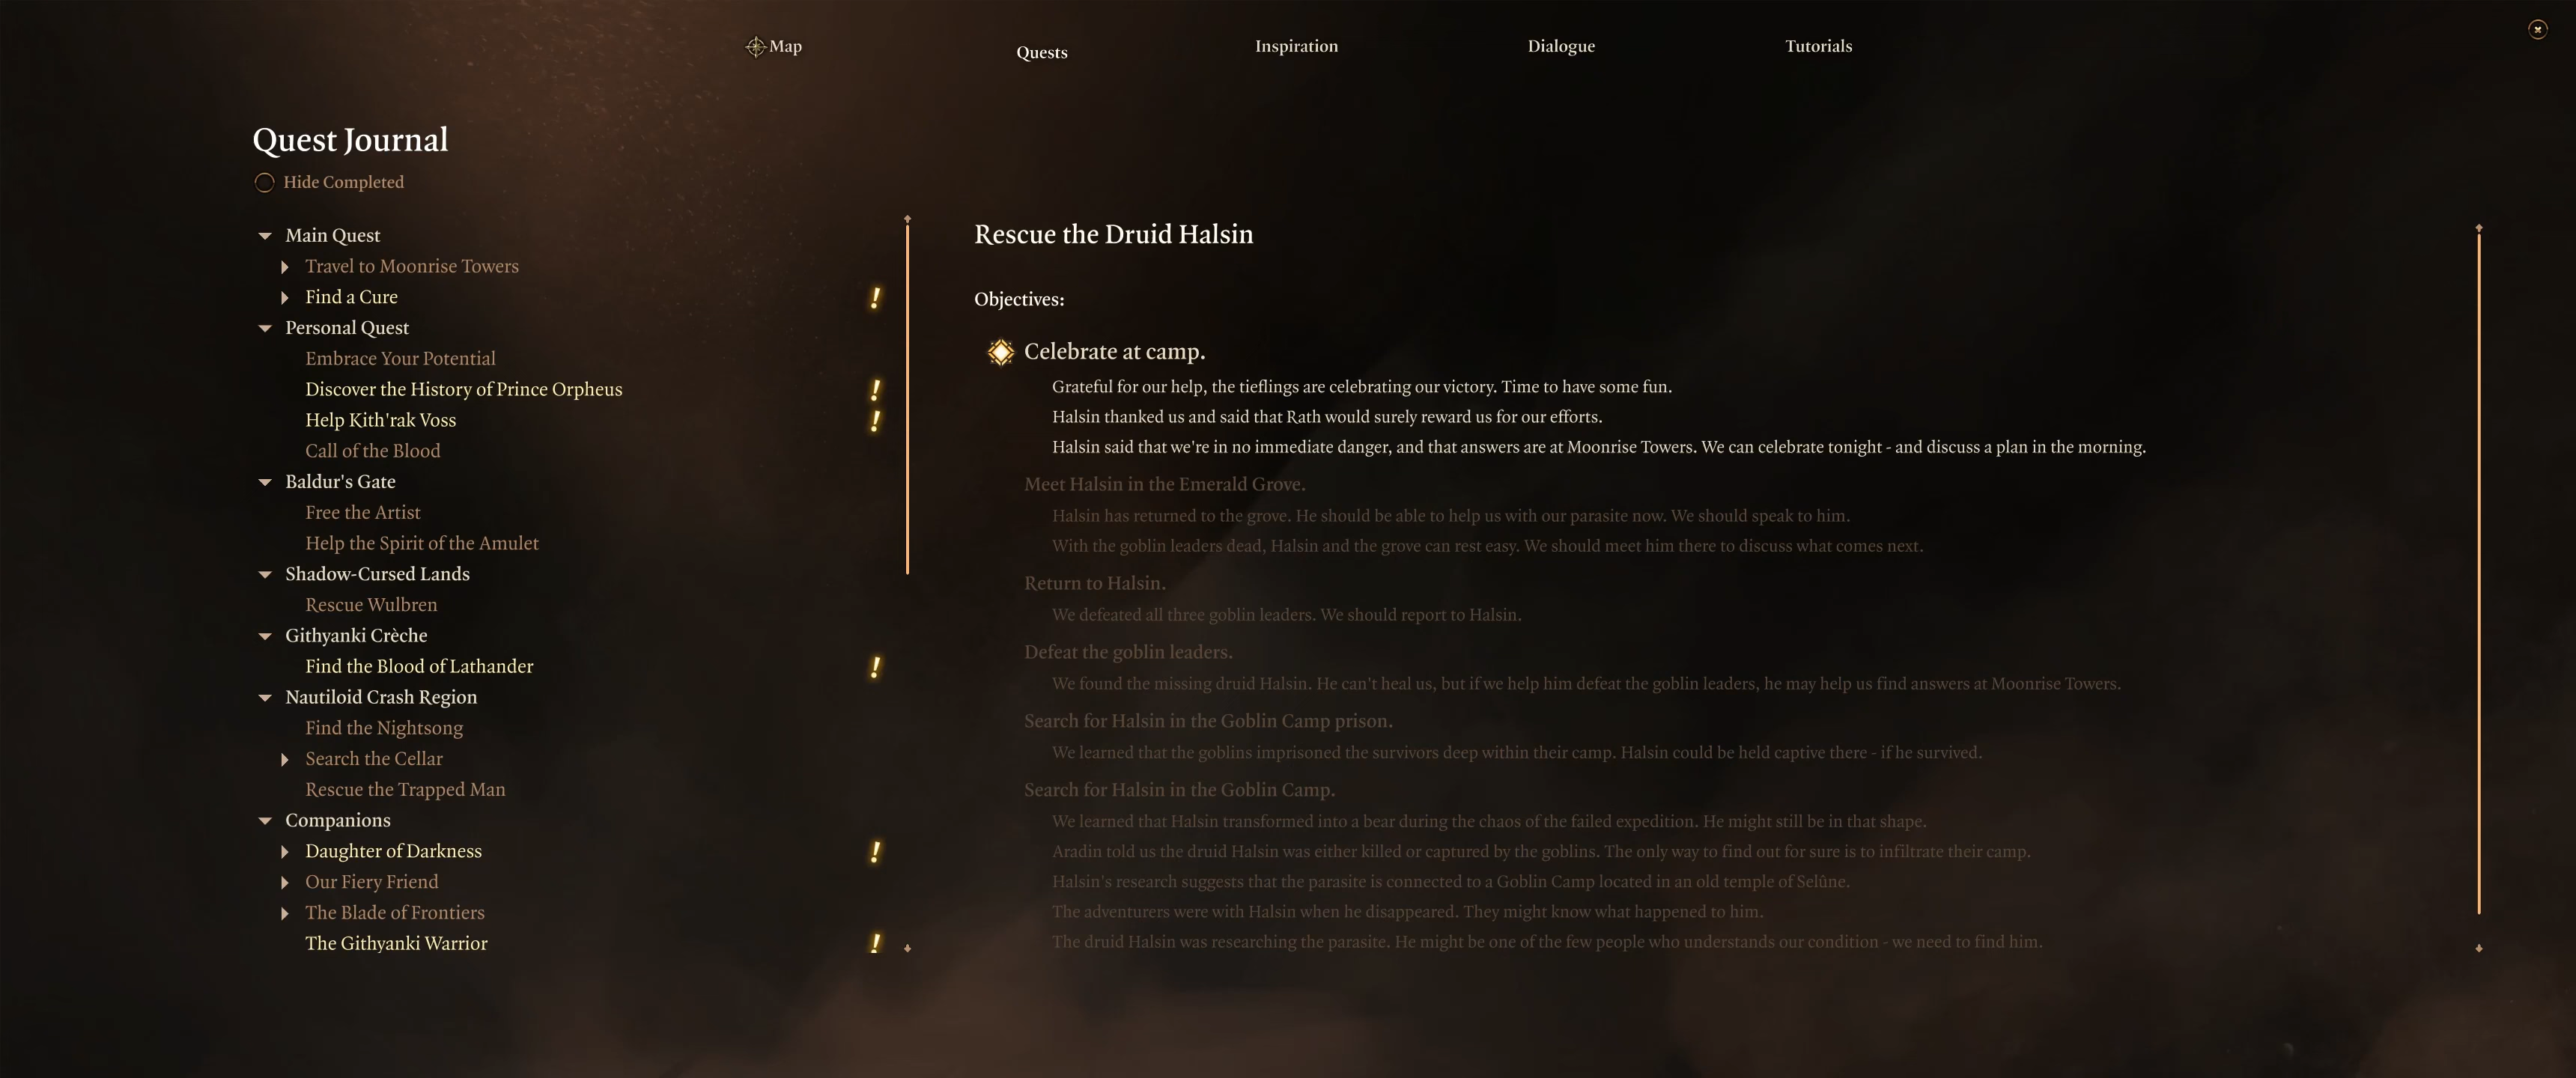 Map
Quests
Inspiration
Dialogue
Tutorials
Quest Journal
Hide Completed
Main Quest
Travel to Moonrise Towers
Find a Cure
Personal Quest
Embrace Your Potential
Discover the History of Prince Orpheus
Help Kith'rak Voss
Call of the Blood
Baldur's Gate
Free the Artist
Help the Spirit of the Amulet
Shadow-Cursed Lands
Rescue Wulbren
Githyanki Crèche
Find the Blood of Lathander
Nautiloid Crash Region
Find the Nightsong
Search the Cellar
Rescue the Trapped Man
Companions
Daughter of Darkness
Our Fiery Friend
The Blade of Frontiers
The Githyanki Warrior
Rescue the Druid Halsin
Objectives:
Celebrate at camp.
Grateful for our help, the tieflings are celebrating our victory. Time to have some fun.
Halsin thanked us and said that Rath would surely reward us for our efforts.
Halsin said that we're in no immediate danger, and that answers are at Moonrise Towers. We can celebrate tonight - and discuss a plan in the morning.
Meet Halsin in the Emerald Grove.
Halsin has returned to the grove. He should be able to help us with our parasite now. We should speak to him.
With the goblin leaders dead, Halsin and the grove can rest easy. We should meet him there to discuss what comes next.
Return to Halsin.
We defeated all three goblin leaders. We should report to Halsin.
Defeat the goblin leaders.
We found the missing druid Halsin. He can't heal us, but if we help him defeat the goblin leaders, he may help us find answers at Moonrise Towers.
Search for Halsin in the Goblin Camp prison.
We learned that the goblins imprisoned the survivors deep within their camp. Halsin could be held captive there - if he survived.
Search for Halsin in the Goblin Camp.
We learned that Halsin transformed into a bear during the chaos of the failed expedition. He might still be in that shape.
Aradin told us the druid Halsin was either killed or captured by the goblins. The only way to find out for sure is to infiltrate their camp.
Halsin's research suggests that the parasite is connected to a Goblin Camp located in an old temple of Selûne.
The adventurers were with Halsin when he disappeared. They might know what happened to him.
The druid Halsin was researching the parasite. He might be one of the few people who understands our condition - we need to find him.